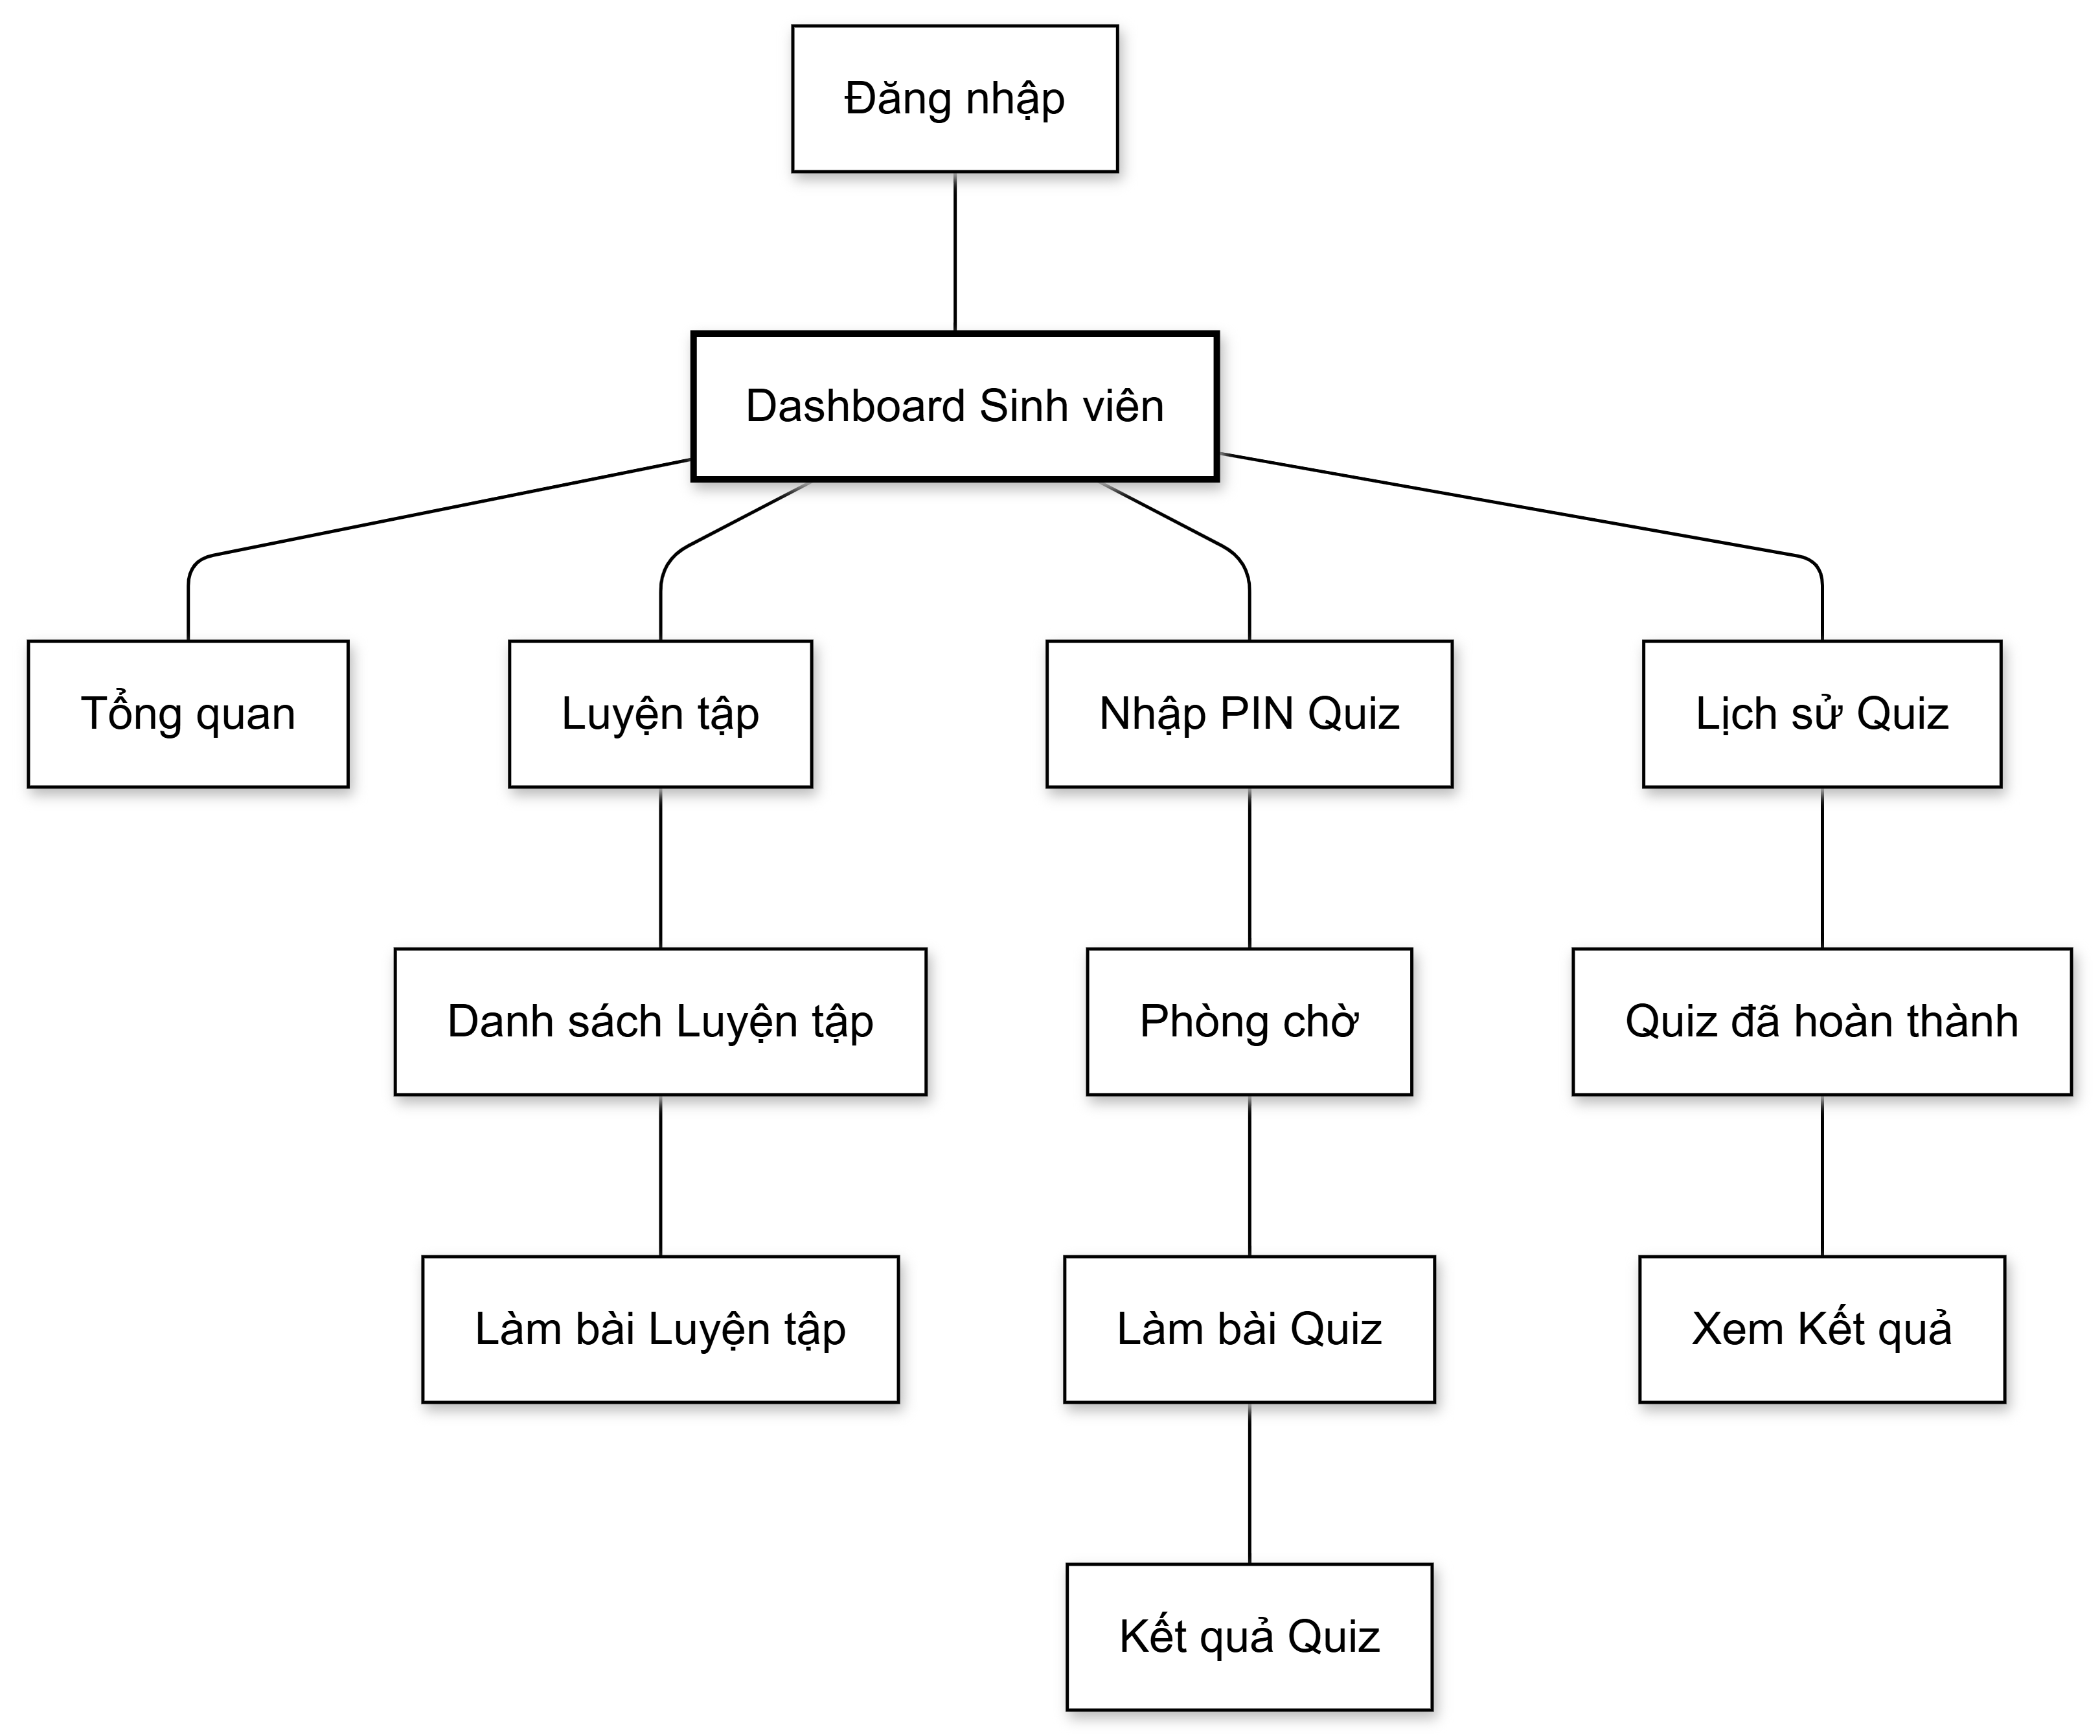 Đăng nhập
Dashboard Sinh viên
Tổng quan
Luyện tập
Nhập PIN Quiz
Lịch sử Quiz
Danh sách Luyện tập
Phòng chờ
Quiz đã hoàn thành
Làm bài Luyện tập
Làm bài Quiz
Xem Kết quả
Kết quả Quiz